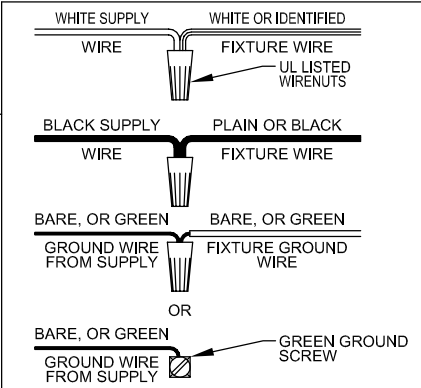 WHITE SUPPLY WHITE OR IDENTIFIED
WIRE FIXTURE WIRE
UL LISTED
WIRENUTS
BLACK SUPPLY PLAIN OR BLACK
WIRE FIXTURE WIRE
BARE, OR GREEN BARE, OR GREEN
GROUND WIRE FIXTURE GROUND
FROM SUPPLY WIRE
OR
BARE, OR GREEN
GREEN GROUND
SCREW
GROUND WIRE
FROM SUPPLY